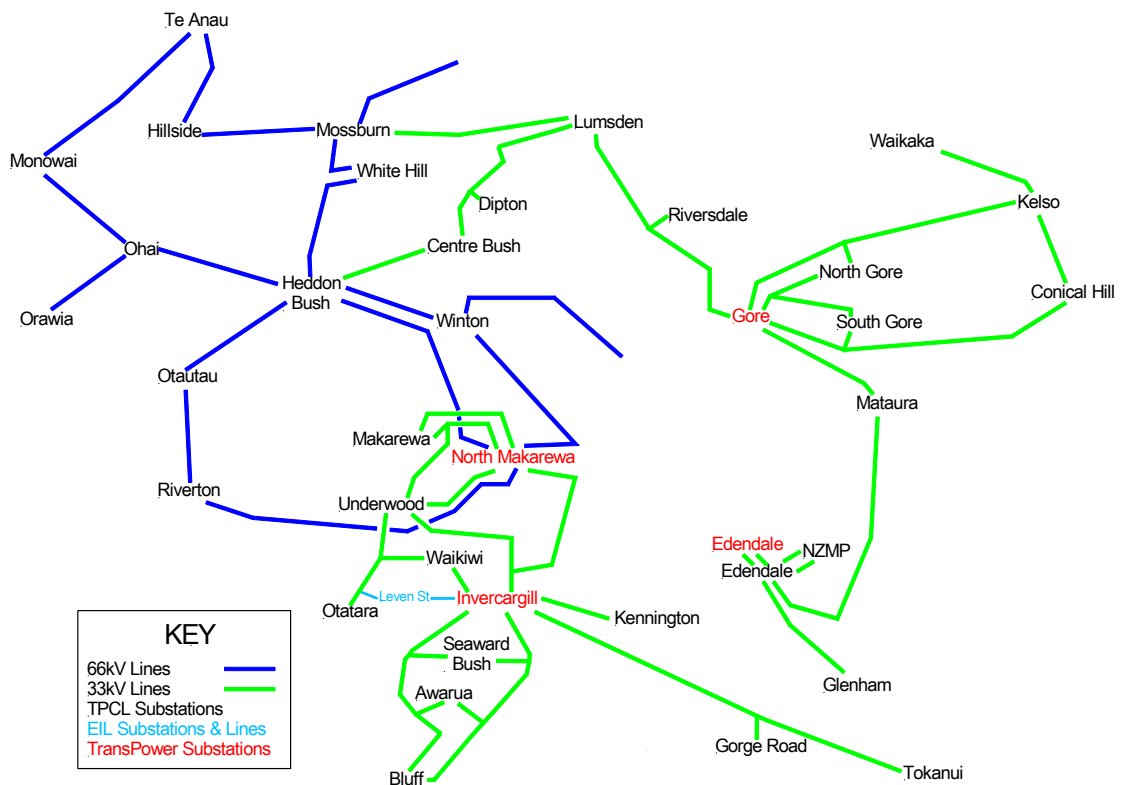 Te Anau
Hillside
Mossburn
Lumsden
Waikaka
Monowai
White Hill
Kelso
Dipton
Riversdale
Ohai
Centre Bush
North Gore
Heddon
Bush
Conical Hill
Orawia
Winton
Gore
South Gore
Otautau
Mataura
Makarewa
North Makarewa
Riverton
Underwood
Edendale
NZMP
Edendale
Waikiwi
Leven St
Invercargill
Otatara
Kennington
Seaward
Bush
Glenham
Awarua
Gorge Road
Bluff
Tokanui
KEY
66kV Lines
33kV Lines
TPCL Substations
EIL Substations & Lines
TransPower Substations